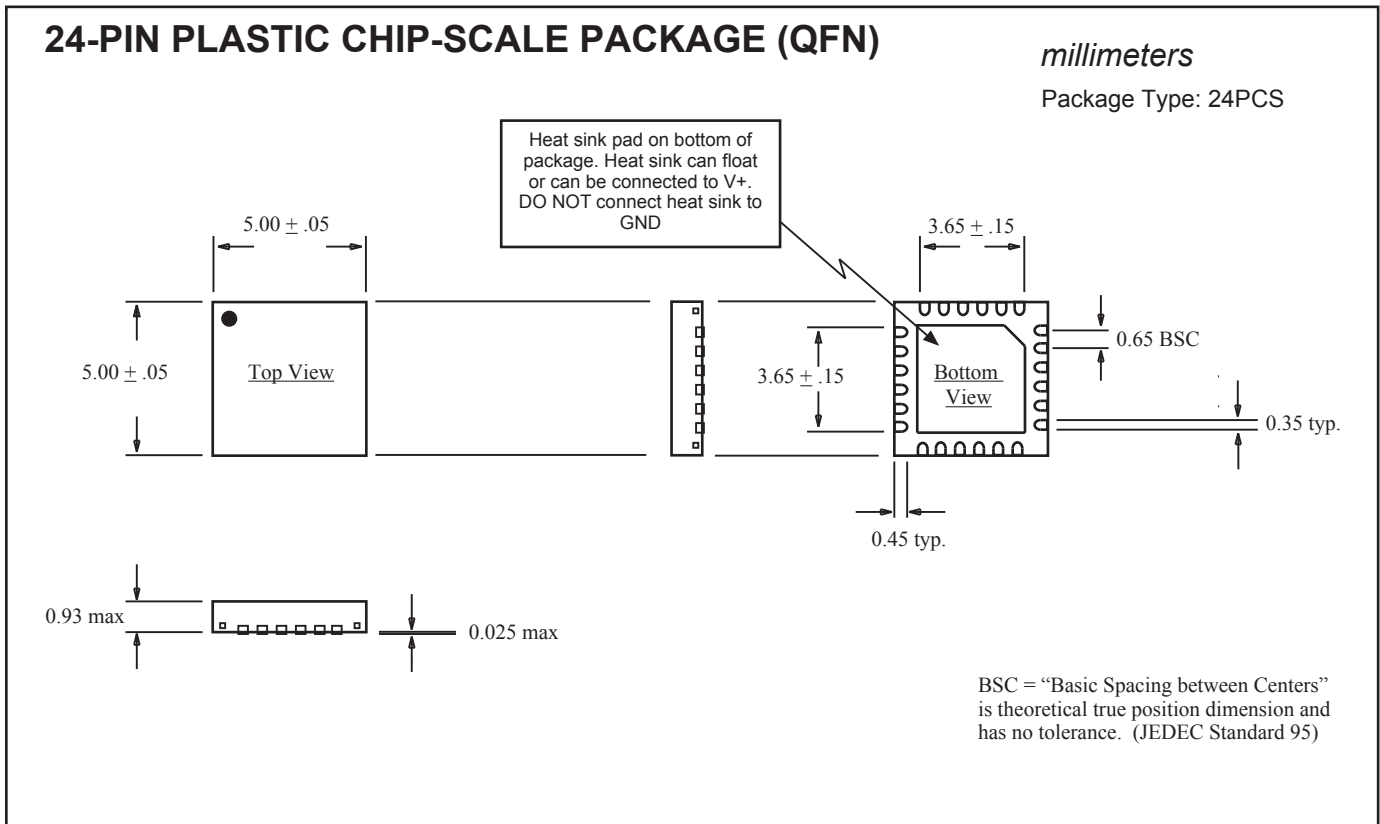 24-PIN PLASTIC CHIP-SCALE PACKAGE (QFN)
millimeters
Package Type: 24PCS
Heat sink pad on bottom of
package. Heat sink can float
or can be connected to V+.
DO NOT connect heat sink to
GND
5.00 ± .05
3.65 ± .15
0.65 BSC
5.00 ± .05
Top View
3.65 ± .15
Bottom
View
0.35 typ.
0.45 typ.
0.93 max
0.025 max
BSC = “Basic Spacing between Centers”
is theoretical true position dimension and
has no tolerance. (JEDEC Standard 95)